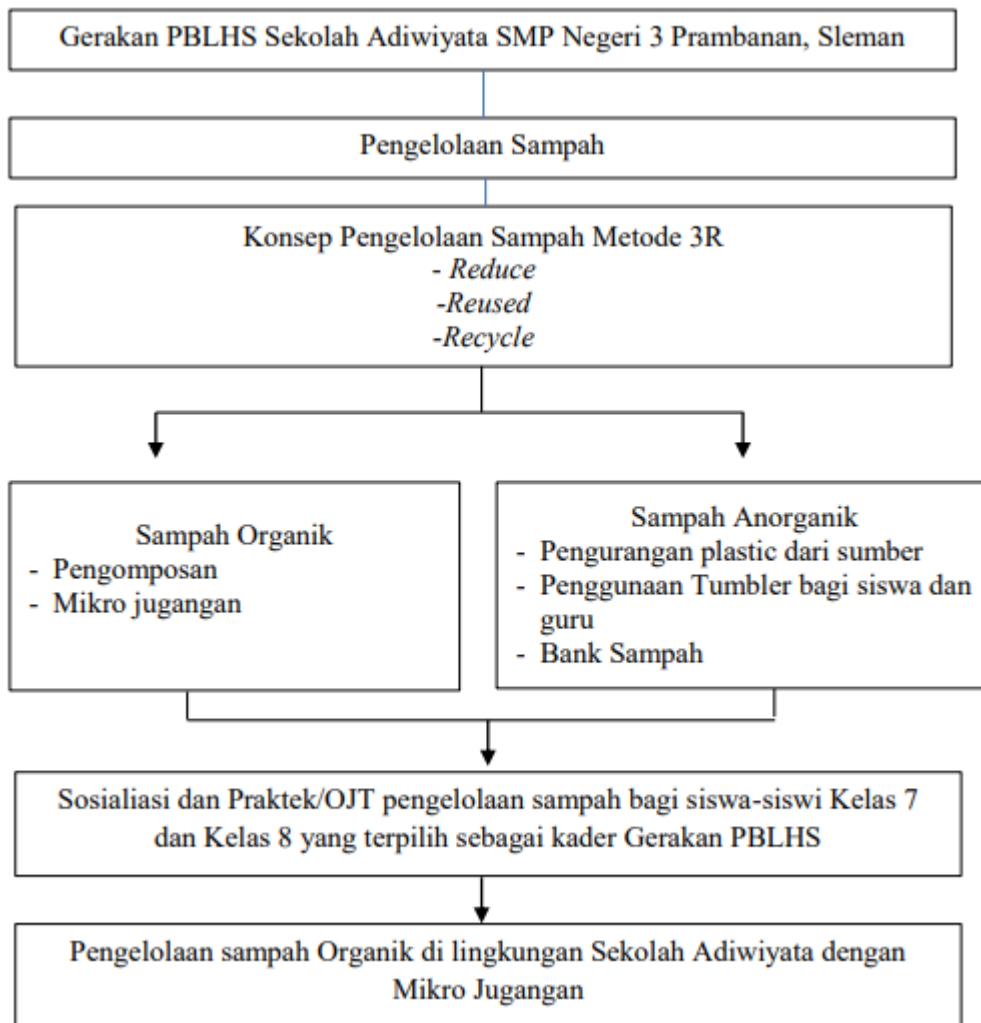 Gerakan PBLHS Sekolah Adiwiyata SMP Negeri 3 Prambanan, Sleman
Pengelolaan Sampah
Konsep Pengelolaan Sampah Metode 3R
- Reduce
-Reused
-Recycle
Sampah Organik
- Pengomposan
- Mikro jugangan
Sampah Anorganik
- Pengurangan plastic dari sumber
- Penggunaan Tumbler bagi siswa dan
guru
- Bank Sampah
Sosialiasi dan Praktek/OJT pengelolaan sampah bagi siswa-siswi Kelas 7
dan Kelas 8 yang terpilih sebagai kader Gerakan PBLHS
Pengelolaan sampah Organik di lingkungan Sekolah Adiwiyata dengan
Mikro Jugangan